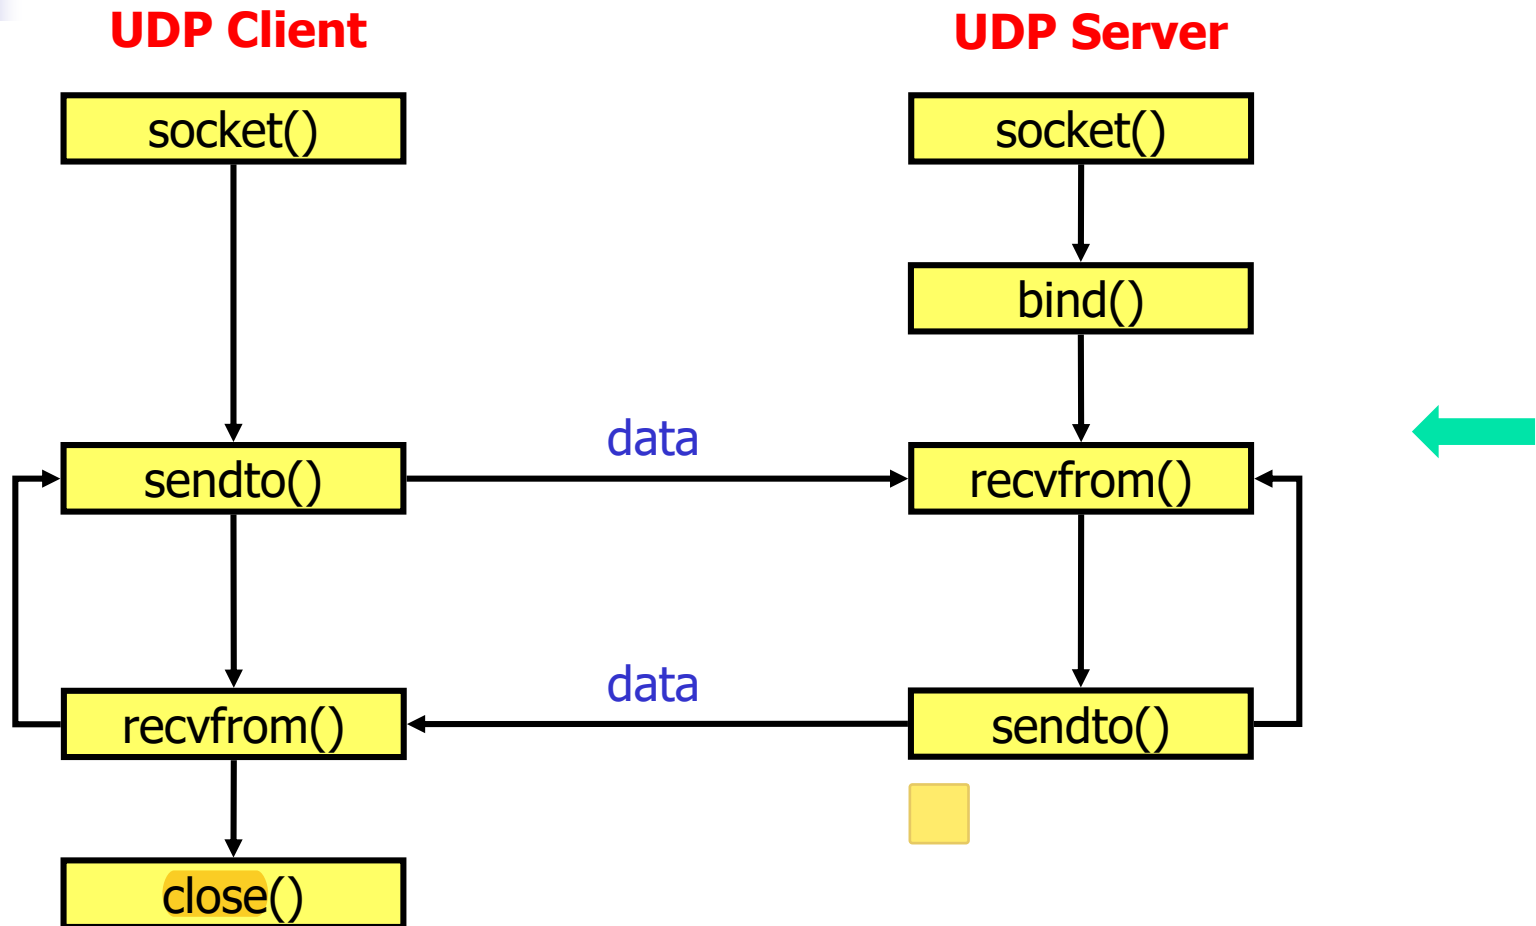 UDP Client
UDP Server
socket()
socket()
bind()
data
sendto()
recvfrom()
data
recvfrom()
sendto()
close()